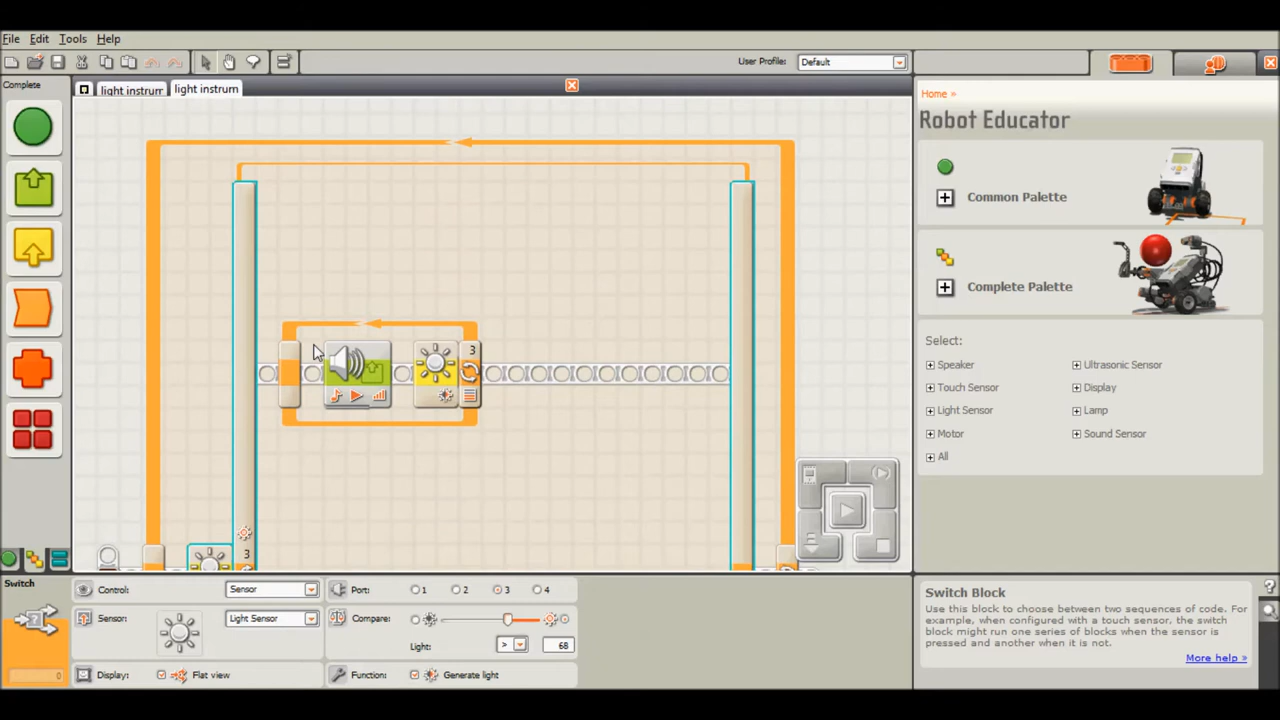 File Edit Tools Help
User Profile: Default
Complete
light instrurr light instrum
Home »
Robot Educator
Common Palette
Complete Palette
Select:
Speaker Ultrasonic Sensor
Touch Sensor Display
Light Sensor Lamp
Motor Sound Sensor
All
3
3
Switch
Control: Sensor
Port: 1 2 3 4
Sensor: Light Sensor
Compare:
Light: > 68
Display: Flat view
Function: Generate light
0
Switch Block
Use this block to choose between two sequences of code. For
example, when configured with a touch sensor, the switch
block might run one series of blocks when the sensor is
pressed and another when it is not.
More help »